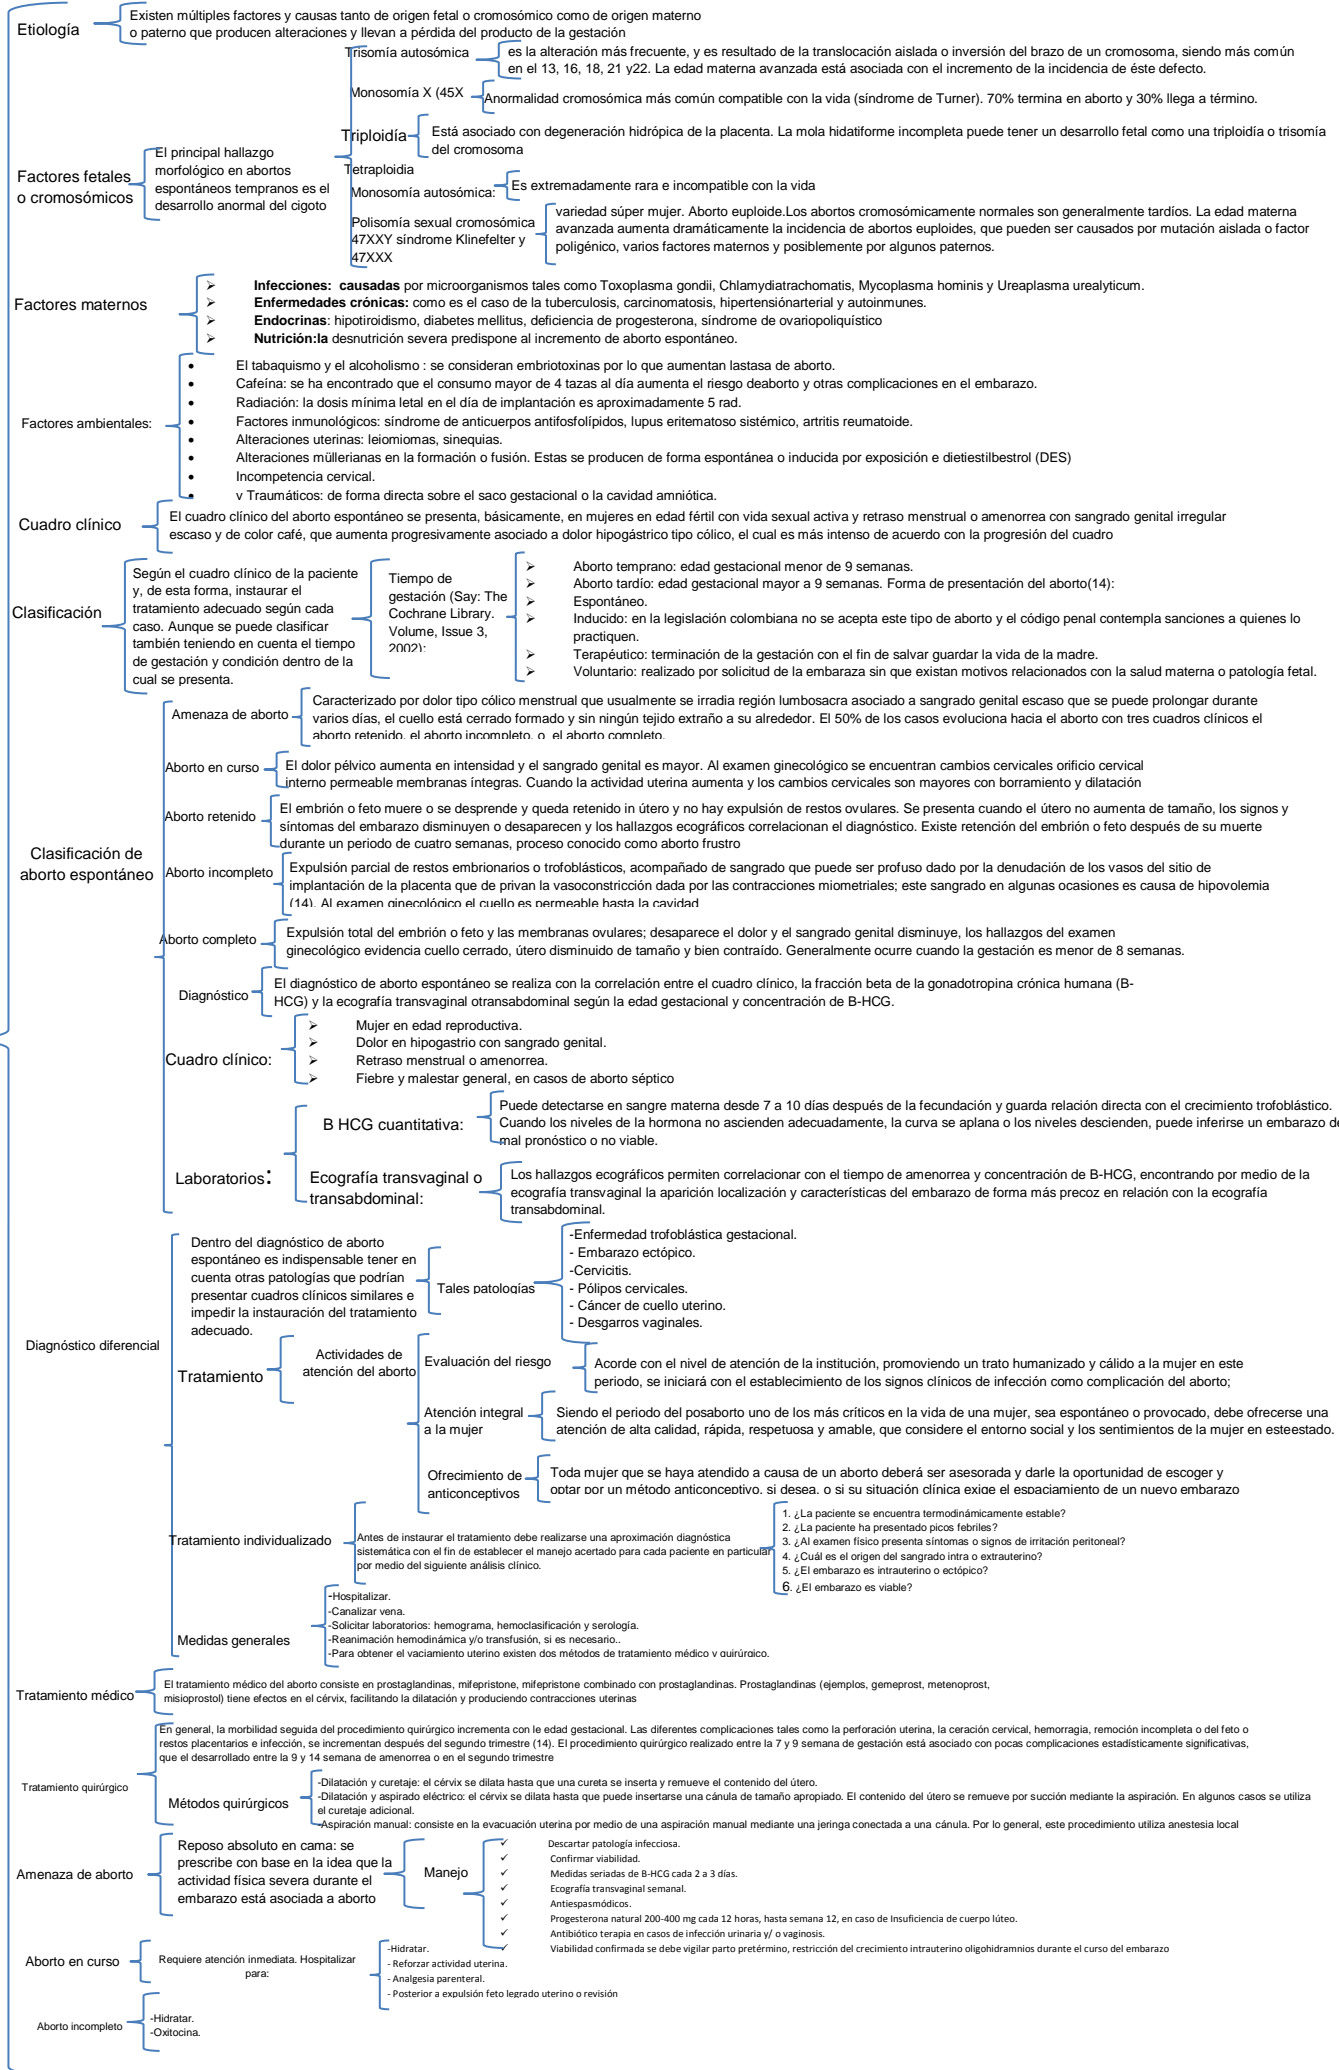 Etiología
Existen múltiples factores y causas tanto de origen fetal o cromosómico como de origen materno
o paterno que producen alteraciones y llevan a pérdida del producto de la gestación
Factores fetales
o cromosómicos
El principal hallazgo
morfológico en abortos
espontáneos tempranos es el
desarrollo anormal del cigoto
Trisomía autosómica
es la alteración más frecuente, y es resultado de la translocación aislada o inversión del brazo de un cromosoma, siendo más común
en el 13, 16, 18, 21 y22. La edad materna avanzada está asociada con el incremento de la incidencia de éste defecto.
Monosomía X (45X
Anormalidad cromosómica más común compatible con la vida (síndrome de Turner). 70% termina en aborto y 30% llega a término.
Triploidía
Está asociado con degeneración hidrópica de la placenta. La mola hidatiforme incompleta puede tener un desarrollo fetal como una triploidía o trisomía
del cromosoma
Tetraploidia
Monosomía autosómica:
Es extremadamente rara e incompatible con la vida
Polisomía sexual cromosómica
47XXY síndrome Klinefelter y
47XXX
variedad súper mujer. Aborto euploide.Los abortos cromosómicamente normales son generalmente tardíos. La edad materna
avanzada aumenta dramáticamente la incidencia de abortos euploides, que pueden ser causados por mutación aislada o factor
poligénico, varios factores maternos y posiblemente por algunos paternos.
Factores maternos
➢ Infecciones: causadas por microorganismos tales como Toxoplasma gondii, Chlamydiatrachomatis, Mycoplasma hominis y Ureaplasma urealyticum.
➢ Enfermedades crónicas: como es el caso de la tuberculosis, carcinomatosis, hipertensiónarterial y autoinmunes.
➢ Endocrinas: hipotiroidismo, diabetes mellitus, deficiencia de progesterona, síndrome de ovariopoliquístico
➢ Nutrición:la desnutrición severa predispone al incremento de aborto espontáneo.
Factores ambientales:
• El tabaquismo y el alcoholismo : se consideran embriotoxinas por lo que aumentan lastasa de aborto.
• Cafeína: se ha encontrado que el consumo mayor de 4 tazas al día aumenta el riesgo deaborto y otras complicaciones en el embarazo.
• Radiación: la dosis mínima letal en el día de implantación es aproximadamente 5 rad.
• Factores inmunológicos: síndrome de anticuerpos antifosfolípidos, lupus eritematoso sistémico, artritis reumatoide.
• Alteraciones uterinas: leiomiomas, sinequias.
• Alteraciones müllerianas en la formación o fusión. Estas se producen de forma espontánea o inducida por exposición e dietiestilbestrol (DES)
• Incompetencia cervical.
• v Traumáticos: de forma directa sobre el saco gestacional o la cavidad amniótica.
Cuadro clínico
El cuadro clínico del aborto espontáneo se presenta, básicamente, en mujeres en edad fértil con vida sexual activa y retraso menstrual o amenorrea con sangrado genital irregular
escaso y de color café, que aumenta progresivamente asociado a dolor hipogástrico tipo cólico, el cual es más intenso de acuerdo con la progresión del cuadro
Clasificación
Según el cuadro clínico de la paciente
y, de esta forma, instaurar el
tratamiento adecuado según cada
caso. Aunque se puede clasificar
también teniendo en cuenta el tiempo
de gestación y condición dentro de la
cual se presenta.
Tiempo de
gestación (Say: The
Cochrane Library.
Volume, Issue 3,
2002):
➢ Aborto temprano: edad gestacional menor de 9 semanas.
➢ Aborto tardío: edad gestacional mayor a 9 semanas. Forma de presentación del aborto(14):
➢ Espontáneo.
➢ Inducido: en la legislación colombiana no se acepta este tipo de aborto y el código penal contempla sanciones a quienes lo
practiquen.
➢ Terapéutico: terminación de la gestación con el fin de salvar guardar la vida de la madre.
➢ Voluntario: realizado por solicitud de la embaraza sin que existan motivos relacionados con la salud materna o patología fetal.
Clasificación de
aborto espontáneo
Amenaza de aborto
Caracterizado por dolor tipo cólico menstrual que usualmente se irradia región lumbosacra asociado a sangrado genital escaso que se puede prolongar durante
varios días, el cuello está cerrado formado y sin ningún tejido extraño a su alrededor. El 50% de los casos evoluciona hacia el aborto con tres cuadros clínicos el
aborto retenido, el aborto incompleto, o el aborto completo.
Aborto en curso
El dolor pélvico aumenta en intensidad y el sangrado genital es mayor. Al examen ginecológico se encuentran cambios cervicales orificio cervical
interno permeable membranas íntegras. Cuando la actividad uterina aumenta y los cambios cervicales son mayores con borramiento y dilatación
Aborto retenido
El embrión o feto muere o se desprende y queda retenido in útero y no hay expulsión de restos ovulares. Se presenta cuando el útero no aumenta de tamaño, los signos y
síntomas del embarazo disminuyen o desaparecen y los hallazgos ecográficos correlacionan el diagnóstico. Existe retención del embrión o feto después de su muerte
durante un periodo de cuatro semanas, proceso conocido como aborto frustro
Aborto incompleto
Expulsión parcial de restos embrionarios o trofoblásticos, acompañado de sangrado que puede ser profuso dado por la denudación de los vasos del sitio de
implantación de la placenta que de privan la vasoconstricción dada por las contracciones miometriales; este sangrado en algunas ocasiones es causa de hipovolemia
(14). Al examen ginecológico el cuello es permeable hasta la cavidad
Aborto completo
Expulsión total del embrión o feto y las membranas ovulares; desaparece el dolor y el sangrado genital disminuye, los hallazgos del examen
ginecológico evidencia cuello cerrado, útero disminuido de tamaño y bien contraído. Generalmente ocurre cuando la gestación es menor de 8 semanas.
Diagnóstico
El diagnóstico de aborto espontáneo se realiza con la correlación entre el cuadro clínico, la fracción beta de la gonadotropina crónica humana (B-
HCG) y la ecografía transvaginal otransabdominal según la edad gestacional y concentración de B-HCG.
Cuadro clínico:
➢ Mujer en edad reproductiva.
➢ Dolor en hipogastrio con sangrado genital.
➢ Retraso menstrual o amenorrea.
➢ Fiebre y malestar general, en casos de aborto séptico
Laboratorios:
B HCG cuantitativa:
Puede detectarse en sangre materna desde 7 a 10 días después de la fecundación y guarda relación directa con el crecimiento trofoblástico.
Cuando los niveles de la hormona no ascienden adecuadamente, la curva se aplana o los niveles descienden, puede inferirse un embarazo de
mal pronóstico o no viable.
Ecografía transvaginal o
transabdominal:
Los hallazgos ecográficos permiten correlacionar con el tiempo de amenorrea y concentración de B-HCG, encontrando por medio de la
ecografía transvaginal la aparición localización y características del embarazo de forma más precoz en relación con la ecografía
transabdominal.
Diagnóstico diferencial
Dentro del diagnóstico de aborto
espontáneo es indispensable tener en
cuenta otras patologías que podrían
presentar cuadros clínicos similares e
impedir la instauración del tratamiento
adecuado.
Tales patologías
-Enfermedad trofoblástica gestacional.
- Embarazo ectópico.
-Cervicitis.
- Pólipos cervicales.
- Cáncer de cuello uterino.
- Desgarros vaginales.
Tratamiento
Actividades de
atención del aborto
Evaluación del riesgo
Acorde con el nivel de atención de la institución, promoviendo un trato humanizado y cálido a la mujer en este
periodo, se iniciará con el establecimiento de los signos clínicos de infección como complicación del aborto;
Atención integral
a la mujer
Siendo el periodo del posaborto uno de los más críticos en la vida de una mujer, sea espontáneo o provocado, debe ofrecerse una
atención de alta calidad, rápida, respetuosa y amable, que considere el entorno social y los sentimientos de la mujer en esteestado.
Ofrecimiento de
anticonceptivos
Toda mujer que se haya atendido a causa de un aborto deberá ser asesorada y darle la oportunidad de escoger y
optar por un método anticonceptivo, si desea, o si su situación clínica exige el espaciamiento de un nuevo embarazo
Tratamiento individualizado
Antes de instaurar el tratamiento debe realizarse una aproximación diagnóstica
sistemática con el fin de establecer el manejo acertado para cada paciente en particular
por medio del siguiente análisis clínico.
1. ¿La paciente se encuentra termodinámicamente estable?
2. ¿La paciente ha presentado picos febriles?
3. ¿Al examen físico presenta síntomas o signos de irritación peritoneal?
4. ¿Cuál es el origen del sangrado intra o extrauterino?
5. ¿El embarazo es intrauterino o ectópico?
6. ¿El embarazo es viable?
Medidas generales
-Hospitalizar.
-Canalizar vena.
-Solicitar laboratorios: hemograma, hemoclasificación y serología.
-Reanimación hemodinámica y/o transfusión, si es necesario..
-Para obtener el vaciamiento uterino existen dos métodos de tratamiento médico y quirúrgico.
Tratamiento médico
El tratamiento médico del aborto consiste en prostaglandinas, mifepristone, mifepristone combinado con prostaglandinas. Prostaglandinas (ejemplos, gemeprost, metenoprost,
misioprostol) tiene efectos en el cérvix, facilitando la dilatación y produciendo contracciones uterinas
Tratamiento quirúrgico
En general, la morbilidad seguida del procedimiento quirúrgico incrementa con le edad gestacional. Las diferentes complicaciones tales como la perforación uterina, la ceración cervical, hemorragia, remoción incompleta o del feto o
restos placentarios e infección, se incrementan después del segundo trimestre (14). El procedimiento quirúrgico realizado entre la 7 y 9 semana de gestación está asociado con pocas complicaciones estadísticamente significativas,
que el desarrollado entre la 9 y 14 semana de amenorrea o en el segundo trimestre
Métodos quirúrgicos
-Dilatación y curetaje: el cérvix se dilata hasta que una cureta se inserta y remueve el contenido del útero.
-Dilatación y aspirado eléctrico: el cérvix se dilata hasta que puede insertarse una cánula de tamaño apropiado. El contenido del útero se remueve por succión mediante la aspiración. En algunos casos se utiliza
el curetaje adicional.
-Aspiración manual: consiste en la evacuación uterina por medio de una aspiración manual mediante una jeringa conectada a una cánula. Por lo general, este procedimiento utiliza anestesia local
Amenaza de aborto
Reposo absoluto en cama: se
prescribe con base en la idea que la
actividad física severa durante el
embarazo está asociada a aborto
Manejo
✓ Descartar patología infecciosa.
✓ Confirmar viabilidad.
✓ Medidas seriadas de B-HCG cada 2 a 3 días.
✓ Ecografía transvaginal semanal.
✓ Antiespasmódicos.
✓ Progesterona natural 200-400 mg cada 12 horas, hasta semana 12, en caso de Insuficiencia de cuerpo lúteo.
✓ Antibiótico terapia en casos de infección urinaria y/ o vaginosis.
✓ Viabilidad confirmada se debe vigilar parto pretérmino, restricción del crecimiento intrauterino oligohidramnios durante el curso del embarazo
Aborto en curso
Requiere atención inmediata. Hospitalizar
para:
-Hidratar.
- Reforzar actividad uterina.
- Analgesia parenteral.
- Posterior a expulsión feto legrado uterino o revisión
Aborto incompleto
-Hidratar.
-Oxitocina.